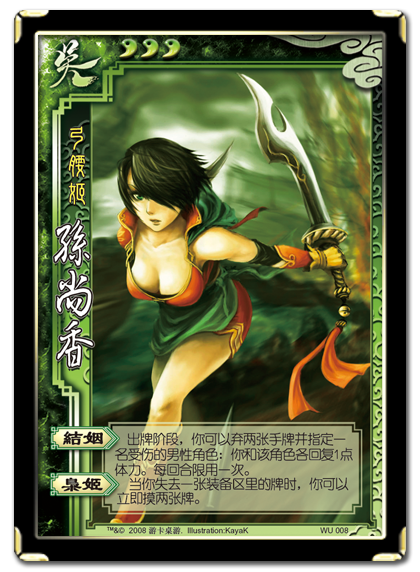 吴
弓腰姬
孫尚香
結姻
出牌阶段，你可以弃两张手牌并指定一
名受伤的男性角色：你和该角色各回复1点
体力。每回合限用一次。
梟姬
当你失去一张装备区里的牌时，你可以
立即摸两张牌。
™&© 2008 游卡桌游. Illustration:KayaK
WU 008